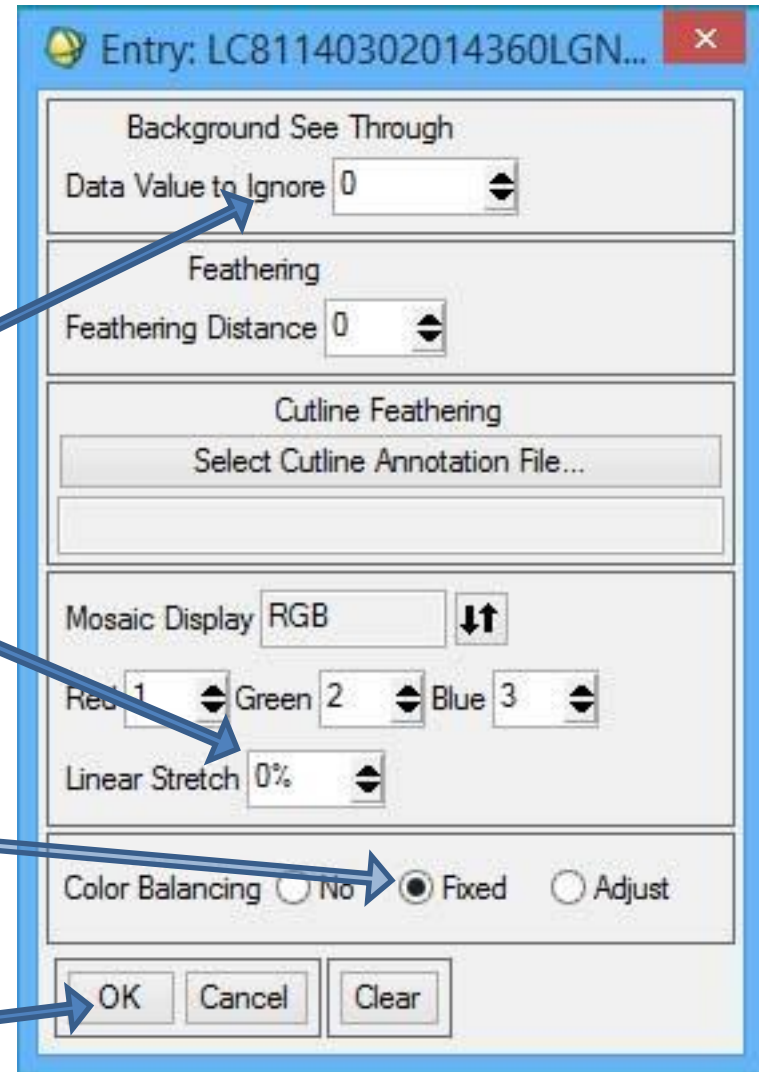 Entry: LC81140302014360LGN...
Background See Through
Data Value to Ignore 0
Feathering
Feathering Distance 0
Cutline Feathering
Select Cutline Annotation File...
Mosaic Display RGB
Red 1 Green 2 Blue 3
Linear Stretch 0%
Color Balancing No Fixed Adjust
OK Cancel Clear